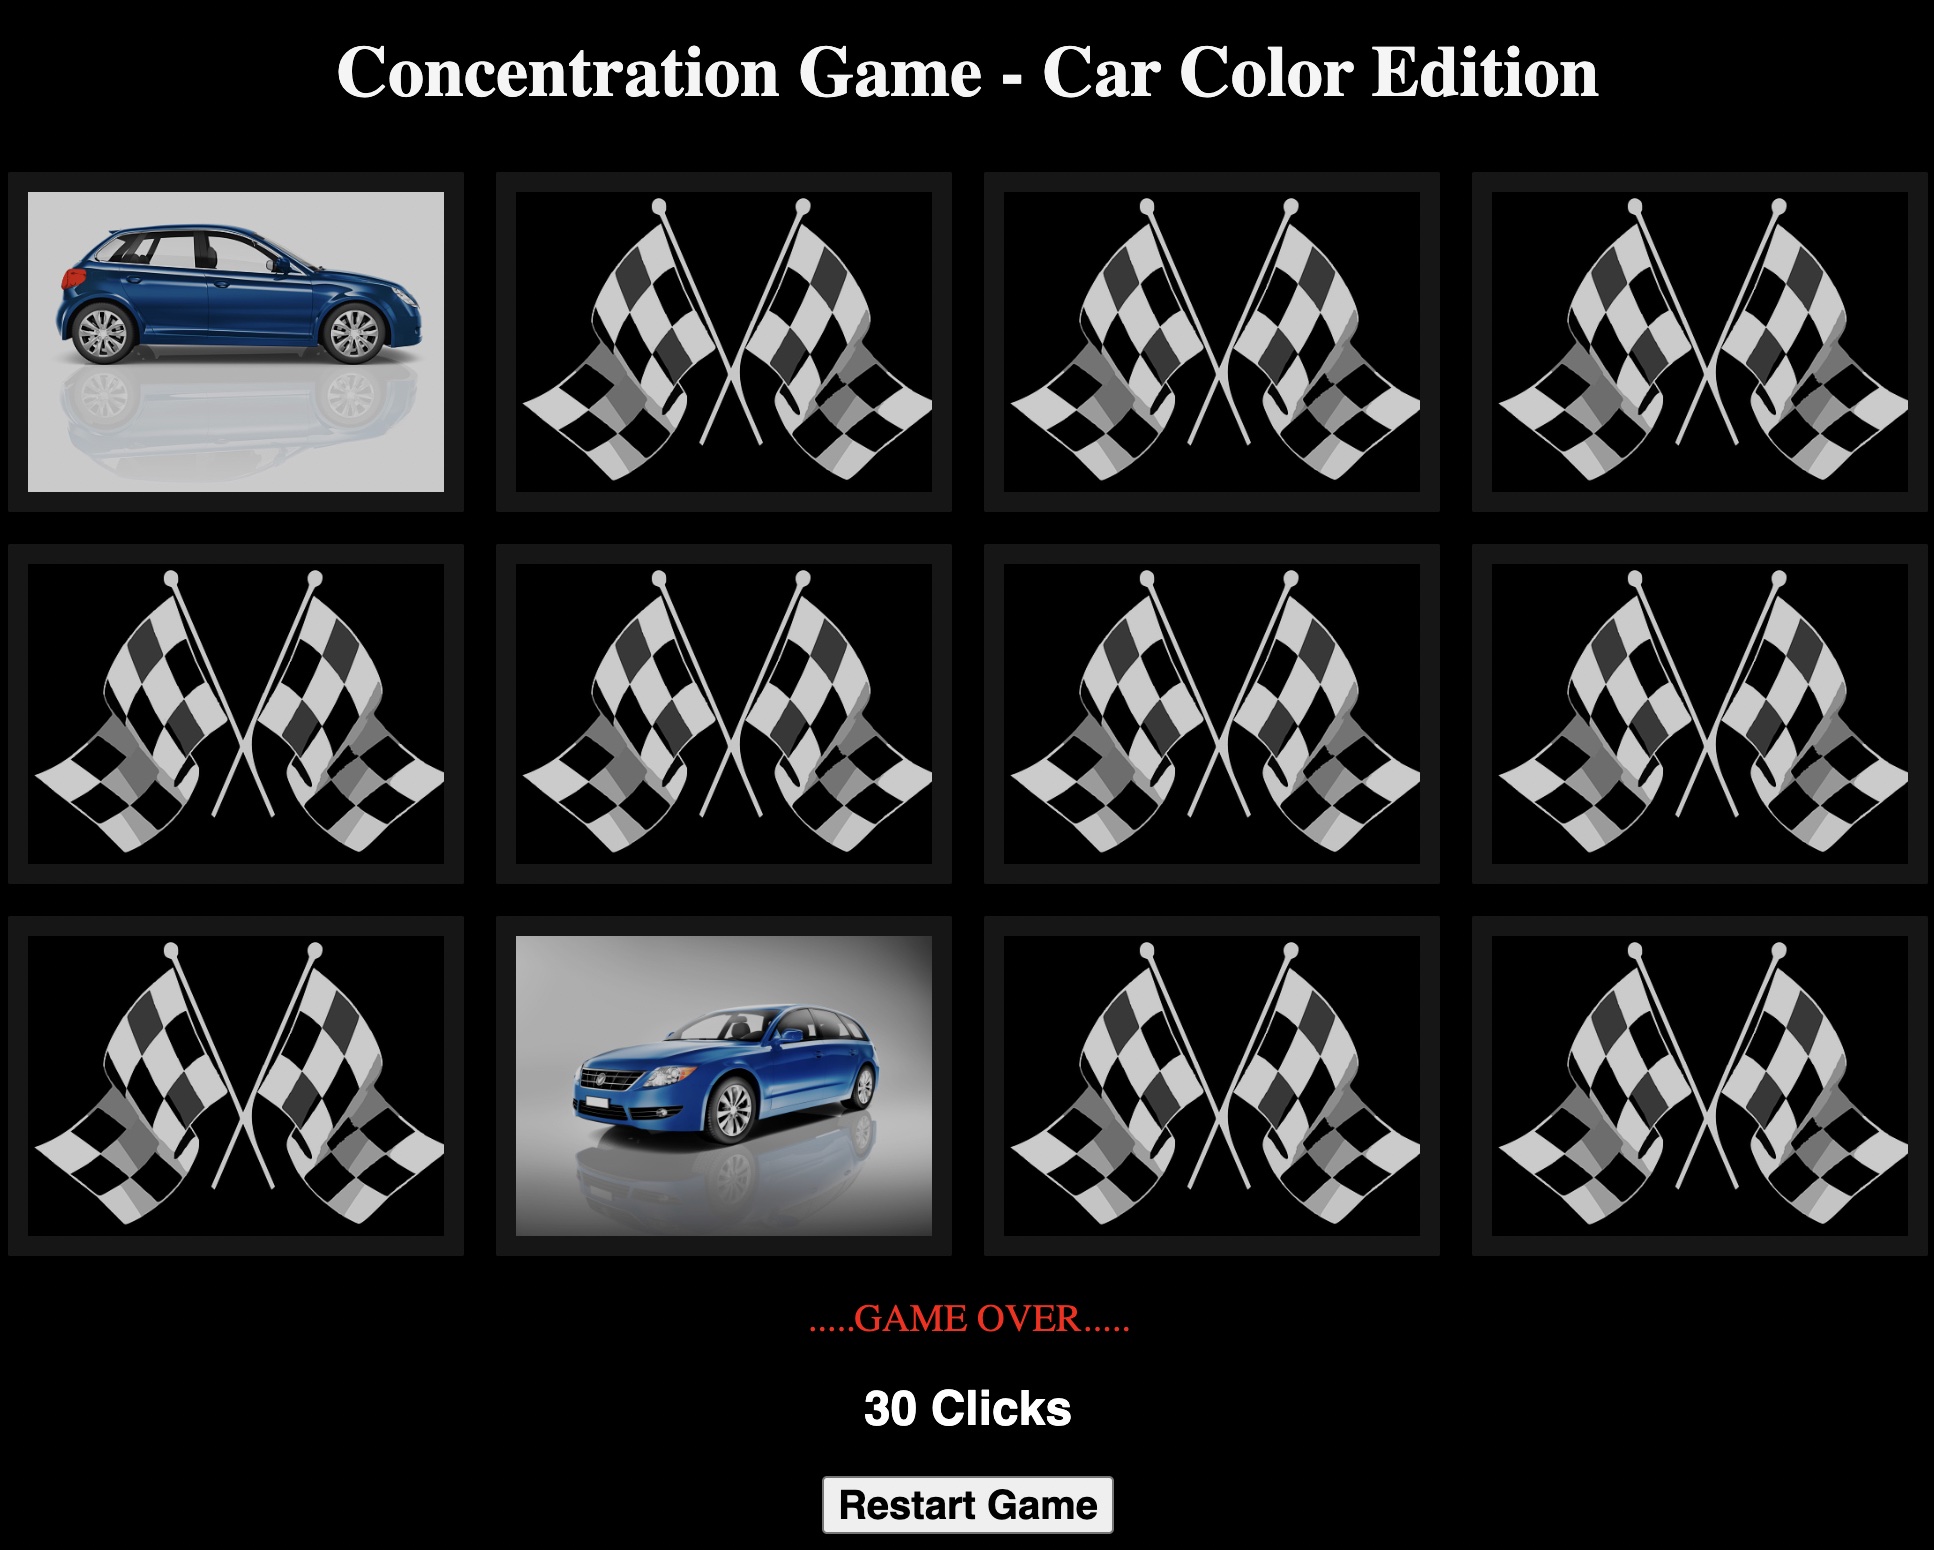 Concentration Game - Car Color Edition
.....GAME OVER.....
30 Clicks
Restart Game